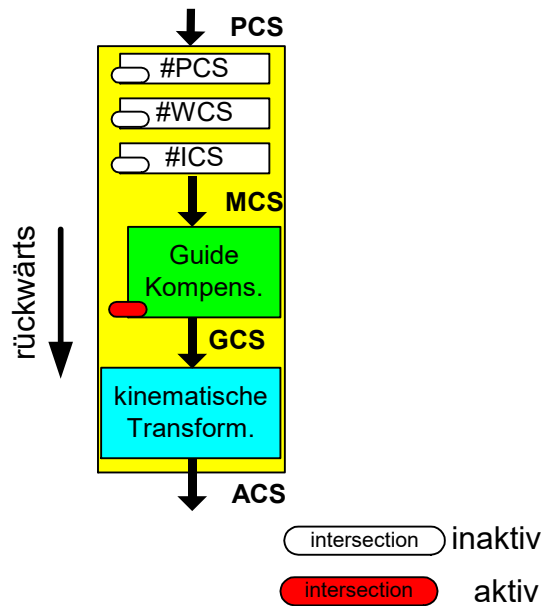 PCS
#PCS
#WCS
#ICS
MCS
rückwärts
Guide
Kompens.
GCS
kinematische
Transform.
ACS
intersection inaktiv
intersection aktiv